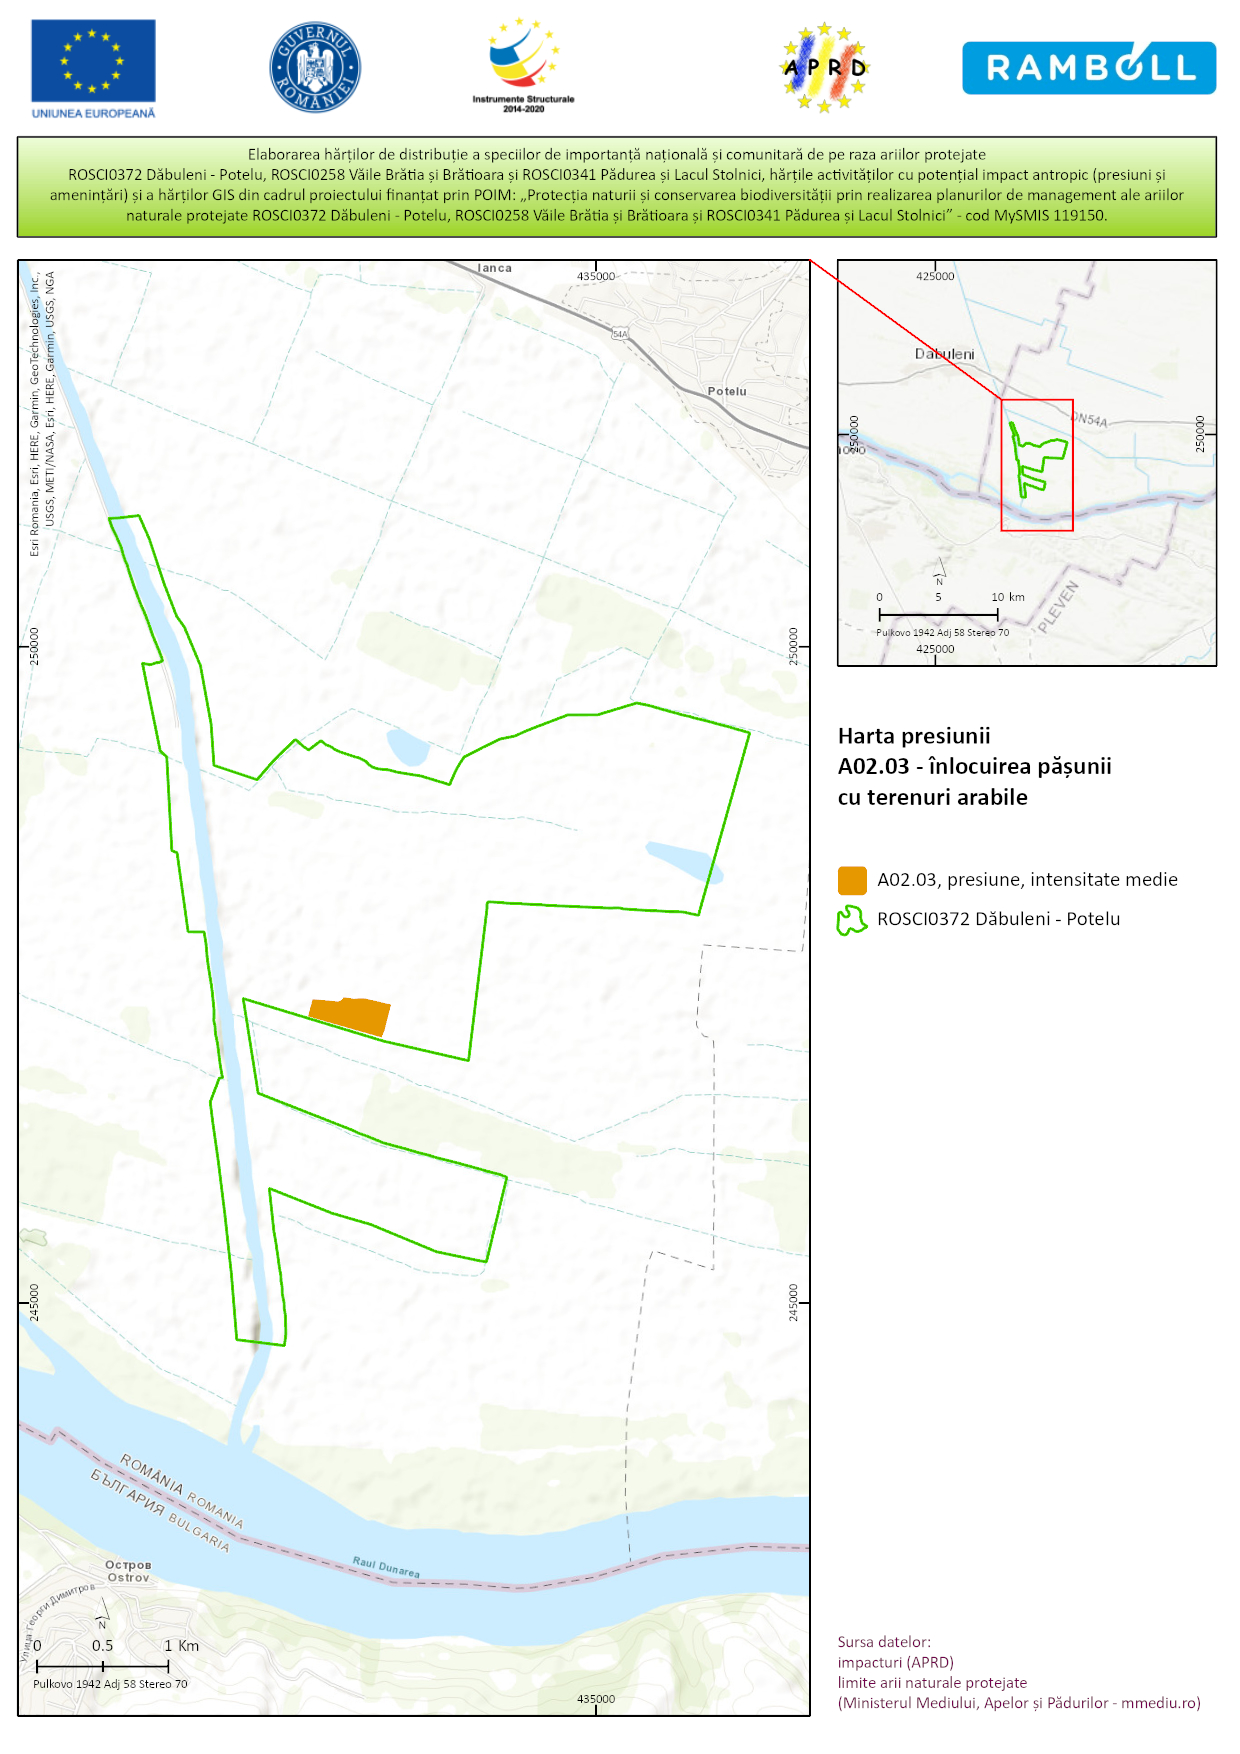 UNIUNEA EUROPEANĂ
GUVERNUL ROMÂNIEI
Instrumente Structurale
2014-2020
APRD
RAMBOLL
Elaborarea hărților de distribuție a speciilor de importanță națională și comunitară de pe raza ariilor protejate
ROSCI0372 Dăbuleni - Potelu, ROSCI0258 Văile Brătia și Brătioara și ROSCI0341 Pădurea și Lacul Stolnici, hărțile activităților cu potențial impact antropic (presiuni și
amenințări) și a hărților GIS din cadrul proiectului finanțat prin POIM: „Protecția naturii si conservarea biodiversității prin realizarea planurilor de management ale ariilor
naturale protejate ROSCI0372 Dăbuleni - Potelu, ROSCI0258 Văile Brătia și Brătioara și ROSCI0341 Pădurea și Lacul Stolnici” - cod MySMIS 119150.
Esri Romania, Esri, HERE, Garmin, GeoTechnologies, Inc.,
USGS, METI/NASA, Esri, HERE, Garmin, USGS, NGA
Ianca
435000
54A
Potelu
250000
250000
245000
245000
ROMÂNIA ROMANIA
БЪЛГАРИЯ BULGARIA
Raul Dunarea
Остров
Ostrov
Улица Георги Димитров
N
0 0.5 1 Km
Pulkovo 1942 Adj 58 Stereo 70
435000
425000
Dabuleni
DN54A
250000
250000
PLEVEN
N
0 5 10 km
Pulkovo 1942 Adj 58 Stereo 70
425000
Harta presiunii
A02.03 - înlocuirea pășunii
cu terenuri arabile
A02.03, presiune, intensitate medie
ROSCI0372 Dăbuleni - Potelu
Sursa datelor:
impacturi (APRD)
limite arii naturale protejate
(Ministerul Mediului, Apelor și Pădurilor - mmediu.ro)